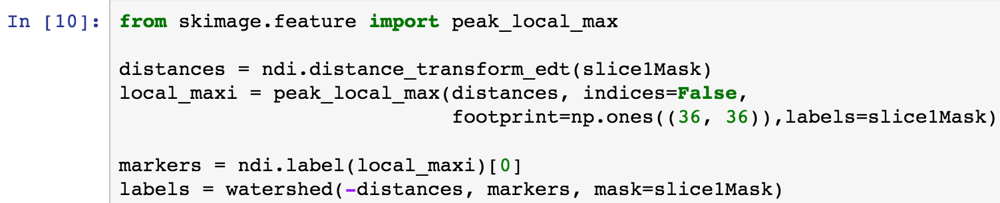 In [10]: from skimage.feature import peak_local_max
distances = ndi.distance_transform_edt(slice1Mask)
local_maxi = peak_local_max(distances, indices=False,
footprint=np.ones((36, 36)),labels=slice1Mask)
markers = ndi.label(local_maxi)[0]
labels = watershed(-distances, markers, mask=slice1Mask)